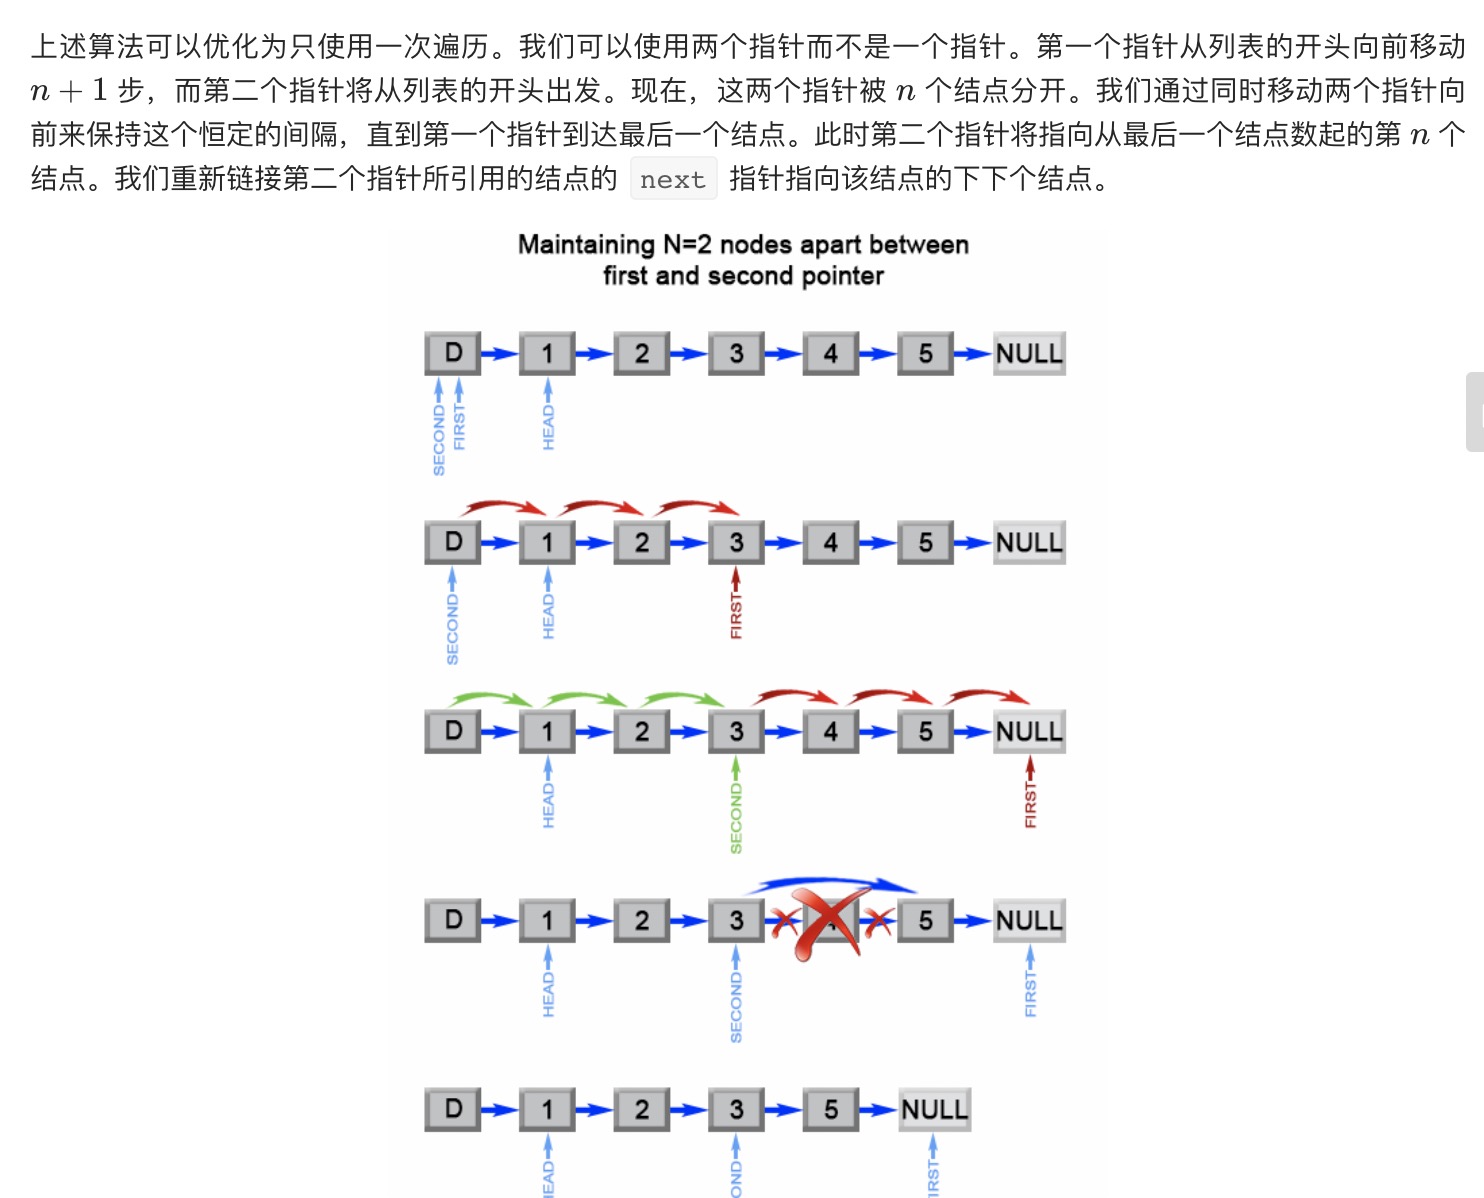 上述算法可以优化为只使用一次遍历。我们可以使用两个指针而不是一个指针。第一个指针从列表的开头向前移动
n + 1 步，而第二个指针将从列表的开头出发。现在，这两个指针被 n 个结点分开。我们通过同时移动两个指针向
前来保持这个恒定的间隔，直到第一个指针到达最后一个结点。此时第二个指针将指向从最后一个结点数起的第 n 个
结点。我们重新链接第二个指针所引用的结点的 next 指针指向该结点的下下个结点。
Maintaining N=2 nodes apart between
first and second pointer
D 1 2 3 4 5 NULL
SECOND FIRST HEAD
D 1 2 3 4 5 NULL
SECOND HEAD FIRST
D 1 2 3 4 5 NULL
HEAD SECOND FIRST
D 1 2 3 5 NULL
HEAD SECOND FIRST
D 1 2 3 5 NULL
EAD OND IRST